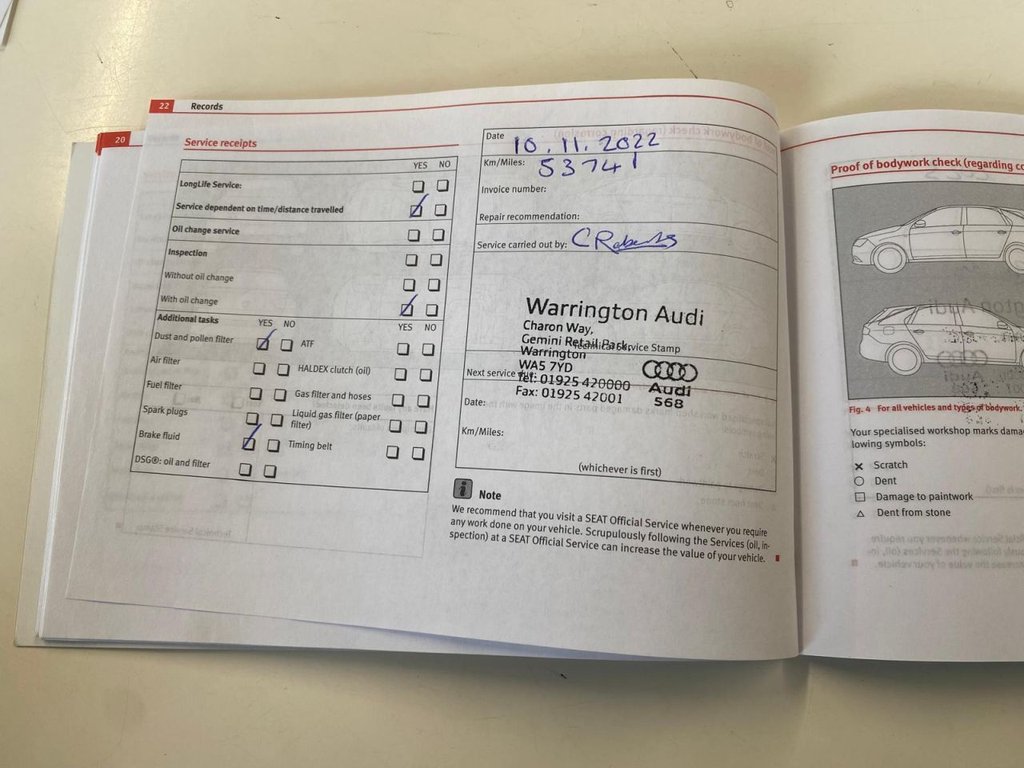 20
22 Records
Service receipts
YES NO
LongLife Service:
Service dependent on time/distance travelled
Oil change service
Inspection
Without oil change
With oil change
Additional tasks YES NO YES NO
Dust and pollen filter ATF
Air filter HALDEX clutch (oil)
Fuel filter Gas filter and hoses
Spark plugs Liquid gas filter (paper
filter)
Brake fluid Timing belt
DSG®: oil and filter
Date 10.11.2022
Km/Miles: 53741
Invoice number:
Repair recommendation:
Service carried out by: C Roberts
Warrington Audi
Charon Way,
Gemini Retail Park,
Technical Service Stamp
Warrington
WA5 7YD
Next service due:
Tel: 01925 420000
Fax: 01925 42001
Audi
568
Date:
Km/Miles:
(whichever is first)
i Note
We recommend that you visit a SEAT Official Service whenever you require
any work done on your vehicle. Scrupulously following the Services (oil, in-
spection) at a SEAT Official Service can increase the value of your vehicle.
Proof of bodywork check (regarding co
Fig. 4 For all vehicles and types of bodywork.
Your specialised workshop marks damag
lowing symbols:
Scratch
Dent
Damage to paintwork
Dent from stone